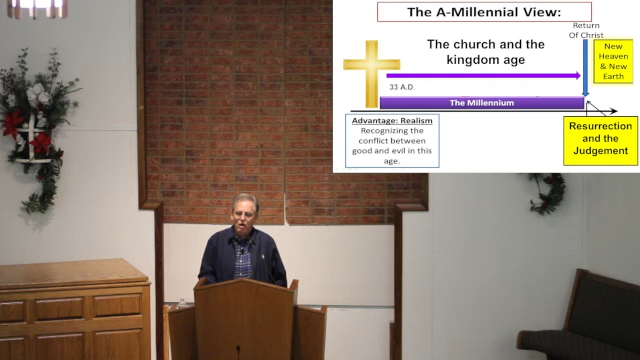 The A-Millennial View:
Return
Of Christ
The church and the
kingdom age
New
Heaven
& New
Earth
33 A.D.
The Millennium
Advantage: Realism
Recognizing the
conflict between
good and evil in this
age.
Resurrection
and the
Judgement